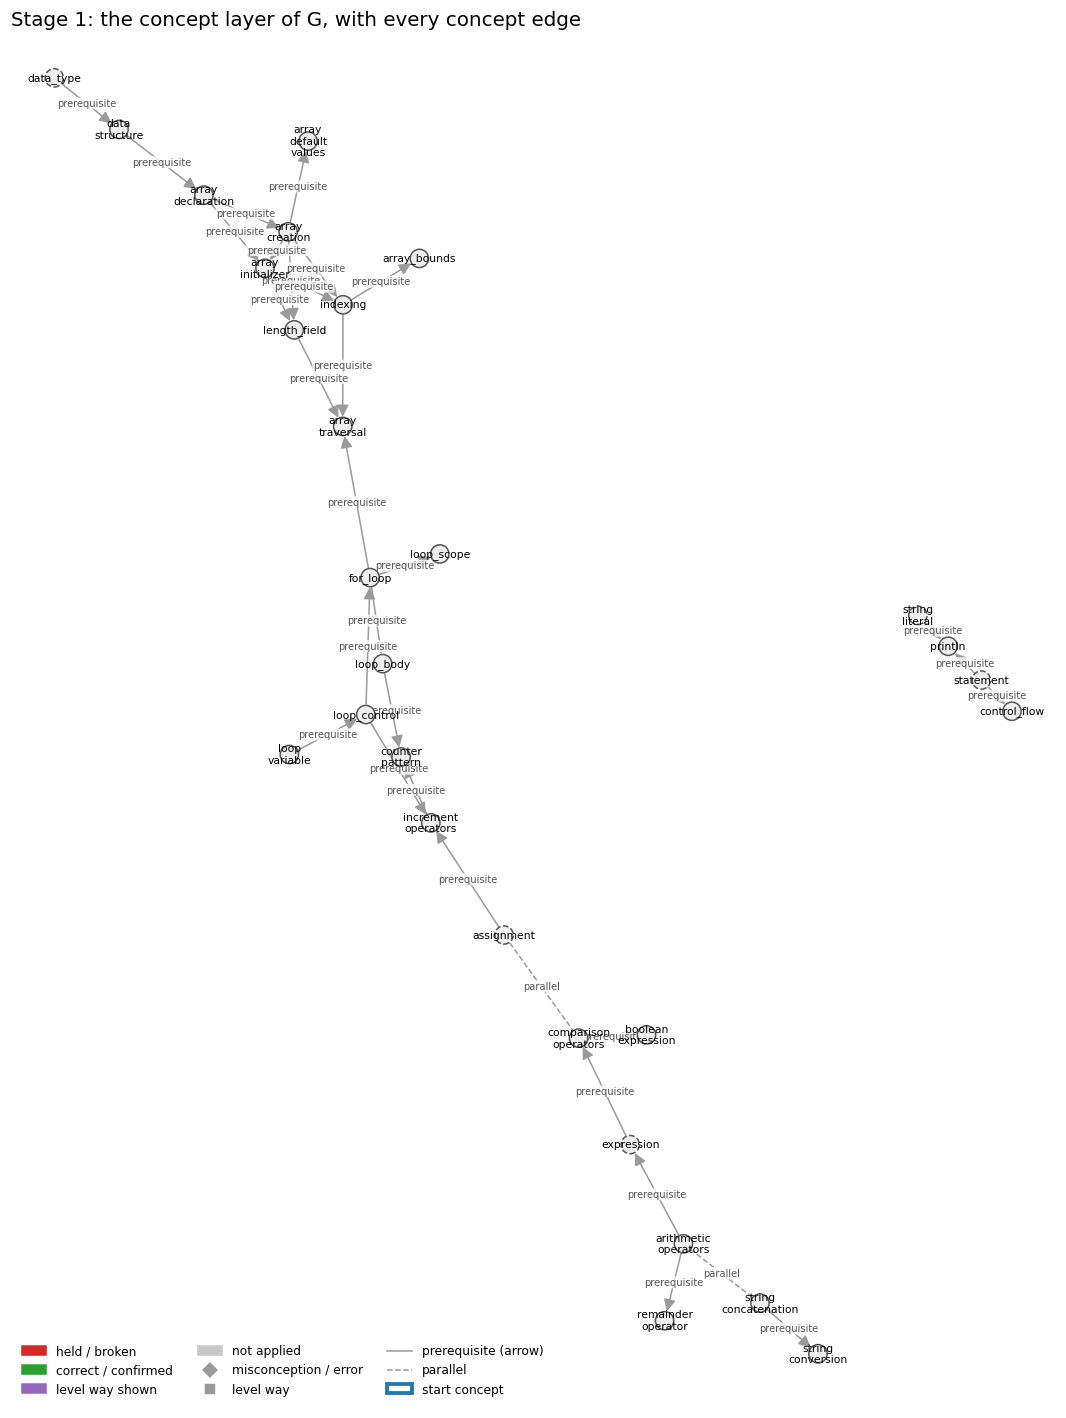 Stage 1: the concept layer of G, with every concept edge
data_type
prerequisite
data
structure
array
default
values
prerequisite
prerequisite
array
declaration
prerequisite
prerequisite
array
creation
prerequisite
array_bounds
array
initializer
prerequisite
prerequisite
prerequisite
prerequisite
prerequisite
indexing
length_field
prerequisite
prerequisite
array
traversal
prerequisite
loop_scope
prerequisite
for_loop
string
literal
prerequisite
prerequisite
println
prerequisite
loop_body
prerequisite
statement
prerequisite
control_flow
loop_control
prerequisite
prerequisite
loop
variable
counter
pattern
prerequisite
prerequisite
increment
operators
prerequisite
assignment
parallel
comparison
operators
prerequisite
boolean
expression
prerequisite
expression
prerequisite
arithmetic
operators
parallel
prerequisite
string
concatenation
remainder
operator
prerequisite
string
conversion
held / broken
correct / confirmed
level way shown
not applied
misconception / error
level way
prerequisite (arrow)
parallel
start concept